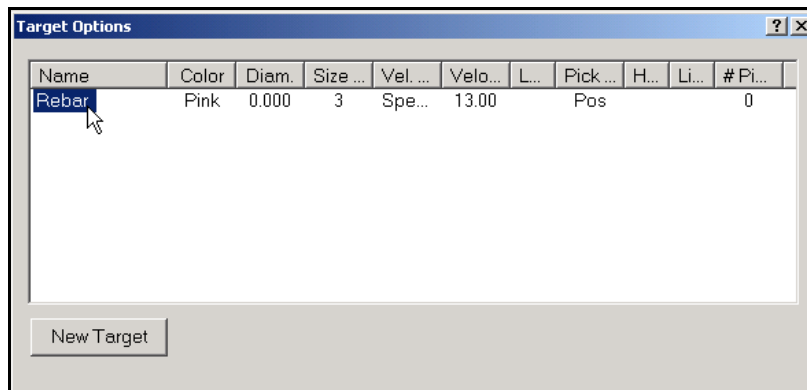 Target Options
Name Color Diam. Size ... Vel. ... Velo... L... Pick ... H... Li... # Pi...
Rebar Pink 0.000 3 Spe... 13.00 Pos 0
New Target